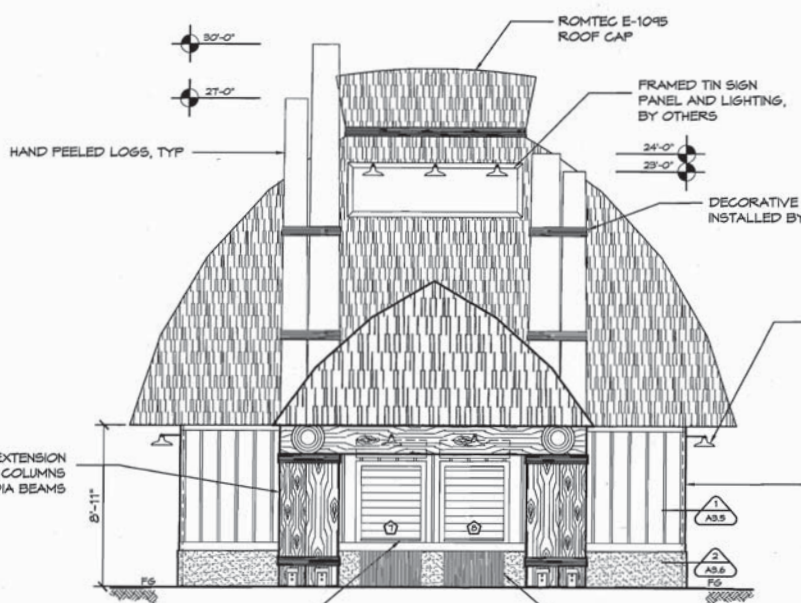 ROMTEC E-1095
ROOF CAP
30'-0"
27'-0"
FRAMED TIN SIGN
PANEL AND LIGHTING,
BY OTHERS
HAND PEELED LOGS, TYP
24'-0"
23'-0"
DECORATIVE
INSTALLED BY
EXTENSION
COLUMNS
DIA BEAMS
8'-11"
1
A3.5
7
8
2
A3.6
FG
FG